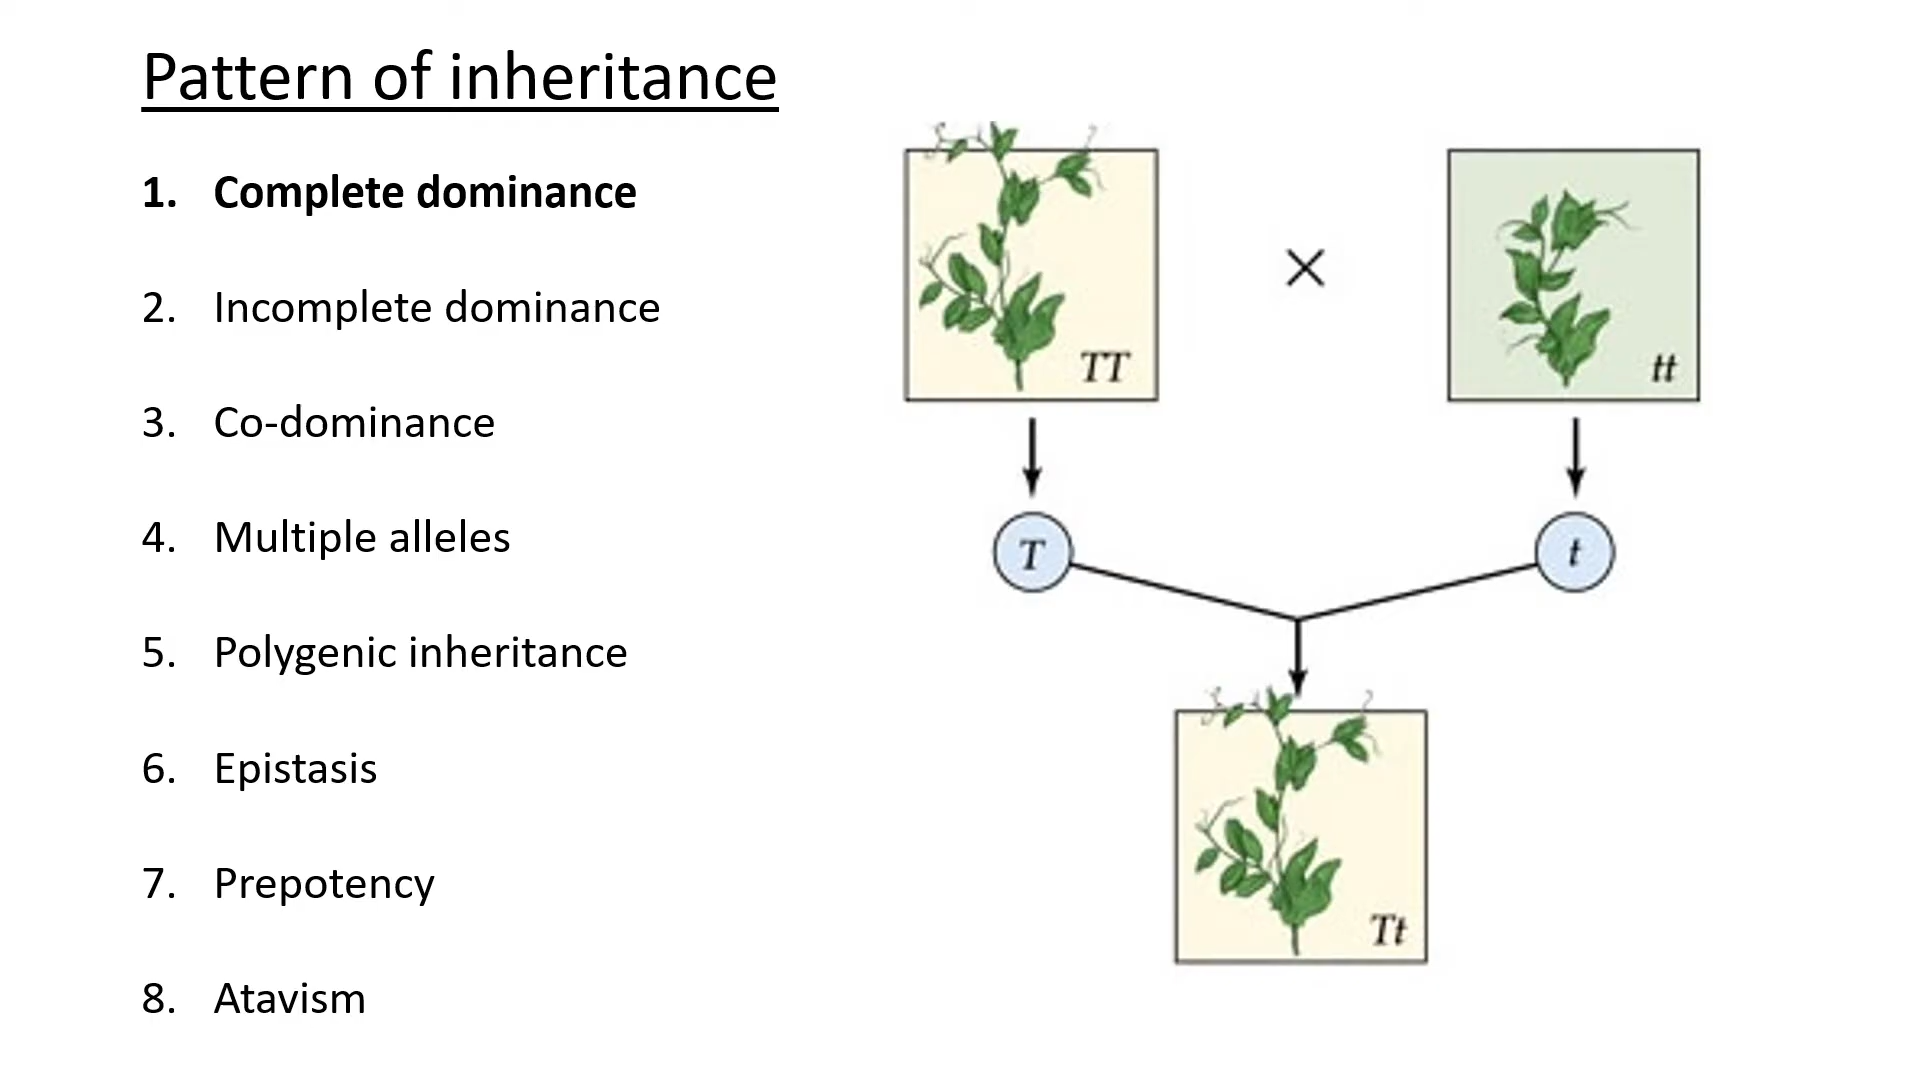 Pattern of inheritance
1. Complete dominance
2. Incomplete dominance
3. Co-dominance
4. Multiple alleles
5. Polygenic inheritance
6. Epistasis
7. Prepotency
8. Atavism
TT
×
tt
T
t
Tt